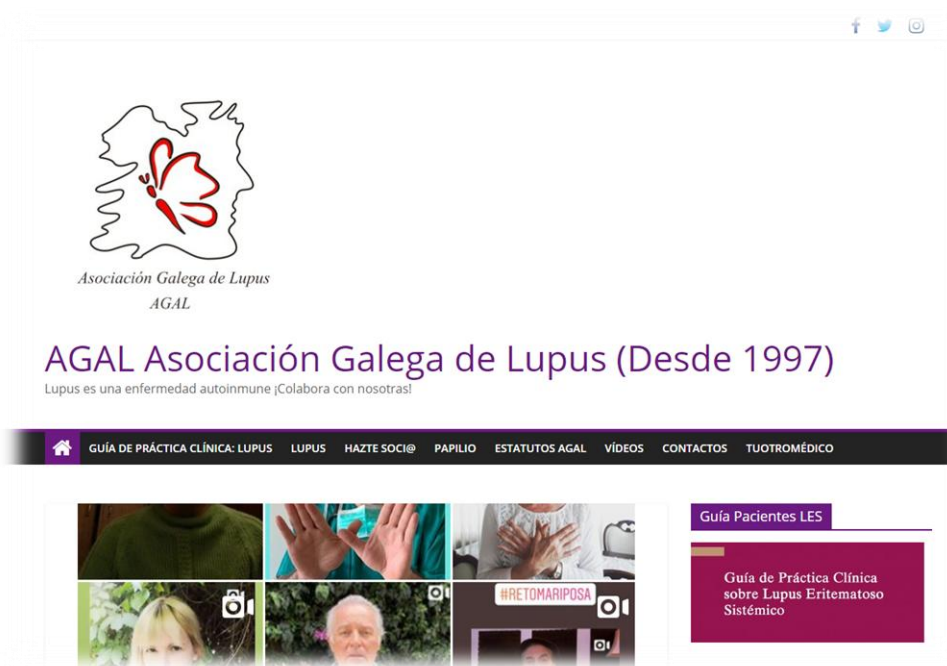 Asociación Galega de Lupus
AGAL
AGAL Asociación Galega de Lupus (Desde 1997)
Lupus es una enfermedad autoinmune ¡Colabora con nosotras!
GUÍA DE PRÁCTICA CLÍNICA: LUPUS LUPUS HAZTE SOCI@ PAPILIO ESTATUTOS AGAL VÍDEOS CONTACTOS TUOTROMÉDICO
#RETOMARIPOSA
Guía Pacientes LES
Guía de Práctica Clínica
sobre Lupus Eritematoso
Sistémico